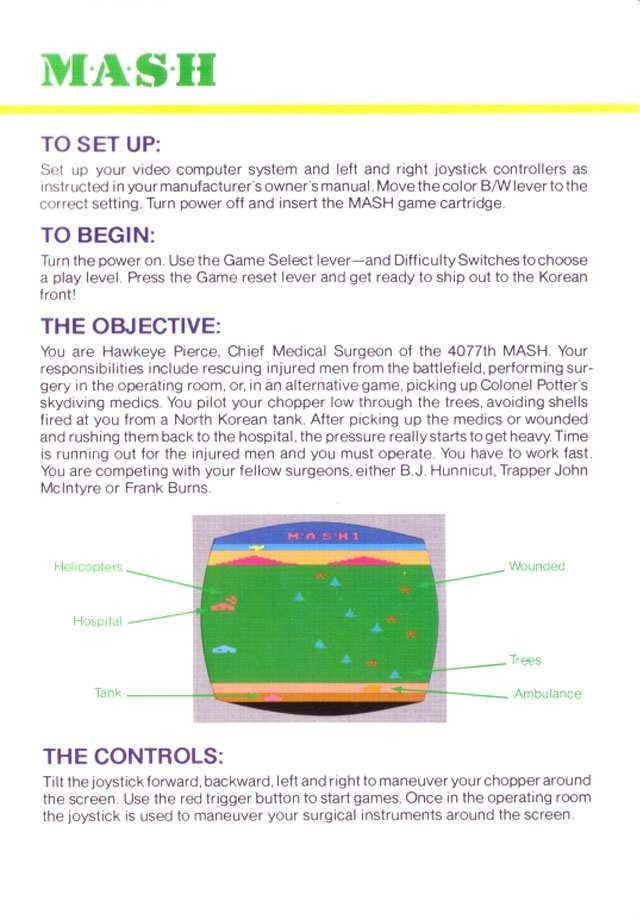 M·A·S·H
TO SET UP:
Set up your video computer system and left and right joystick controllers as
instructed in your manufacturer's owner's manual. Move the color B/W lever to the
correct setting. Turn power off and insert the MASH game cartridge.
TO BEGIN:
Turn the power on. Use the Game Select lever—and Difficulty Switches to choose
a play level. Press the Game reset lever and get ready to ship out to the Korean
front!
THE OBJECTIVE:
You are Hawkeye Pierce, Chief Medical Surgeon of the 4077th MASH. Your
responsibilities include rescuing injured men from the battlefield, performing sur-
gery in the operating room, or, in an alternative game, picking up Colonel Potter's
skydiving medics. You pilot your chopper low through the trees, avoiding shells
fired at you from a North Korean tank. After picking up the medics or wounded
and rushing them back to the hospital, the pressure really starts to get heavy. Time
is running out for the injured men and you must operate. You have to work fast.
You are competing with your fellow surgeons, either B.J. Hunnicut, Trapper John
McIntyre or Frank Burns.
M·A·S·H1
Helicopters
Wounded
Hospital
Trees
Tank
Ambulance
THE CONTROLS:
Tilt the joystick forward, backward, left and right to maneuver your chopper around
the screen. Use the red trigger button to start games. Once in the operating room
the joystick is used to maneuver your surgical instruments around the screen.